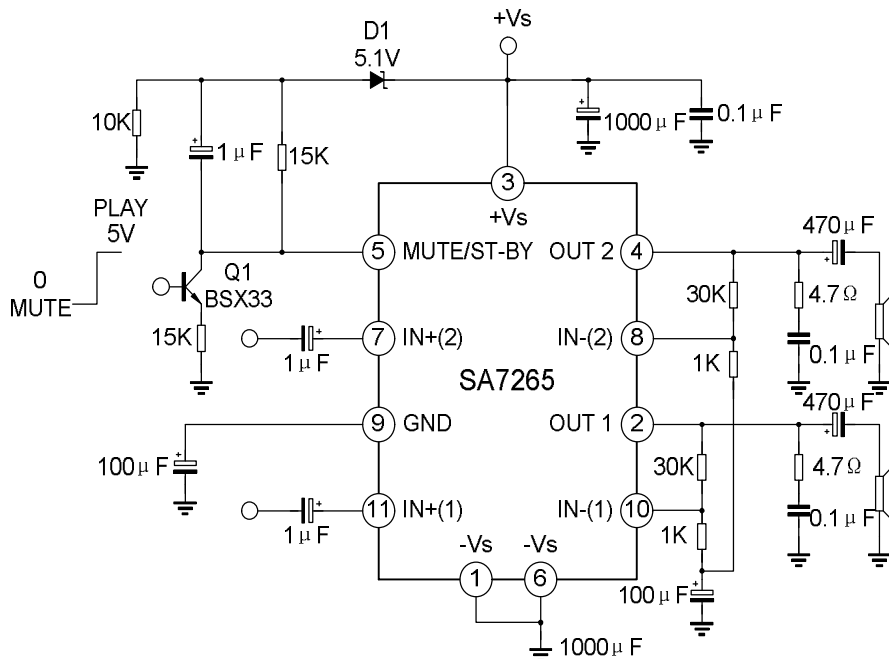 +Vs
D1
5.1V
10K
1μF
15K
1000μF
0.1μF
3
+Vs
PLAY
5V
0
MUTE
Q1
BSX33
15K
5
MUTE/ST-BY
OUT 2
4
470μF
30K
4.7Ω
7
IN+(2)
IN-(2)
8
1μF
1K
0.1μF
SA7265
470μF
9
GND
OUT 1
2
100μF
30K
4.7Ω
11
IN+(1)
IN-(1)
10
1μF
1K
0.1μF
-Vs
-Vs
1
6
100μF
1000μF